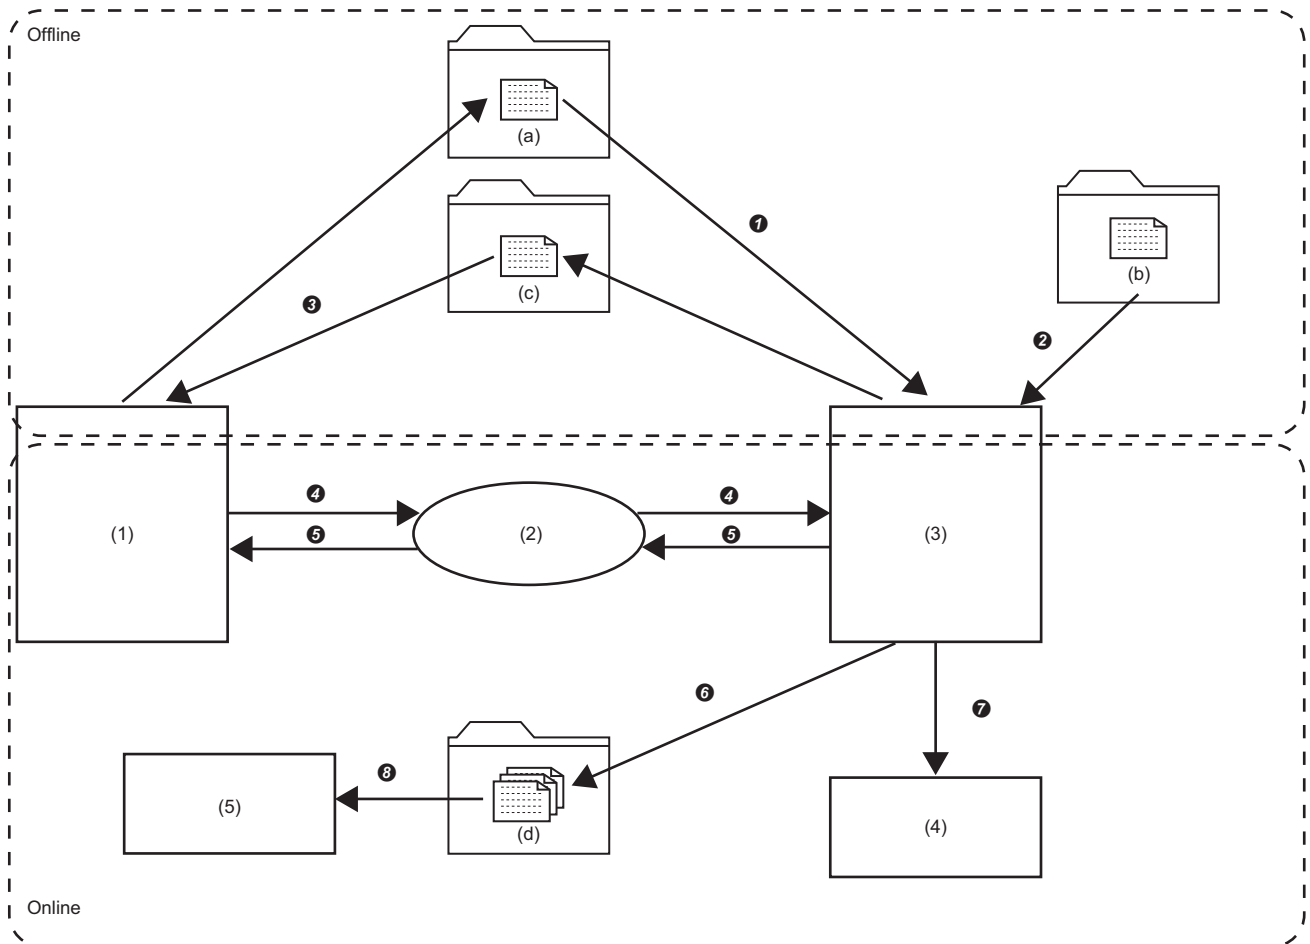 Offline
(a)
❶
(c)
(b)
❸
❷
❹
❹
(1)
(2)
(3)
❺
❺
❻
❼
❽
(5)
(d)
(4)
Online